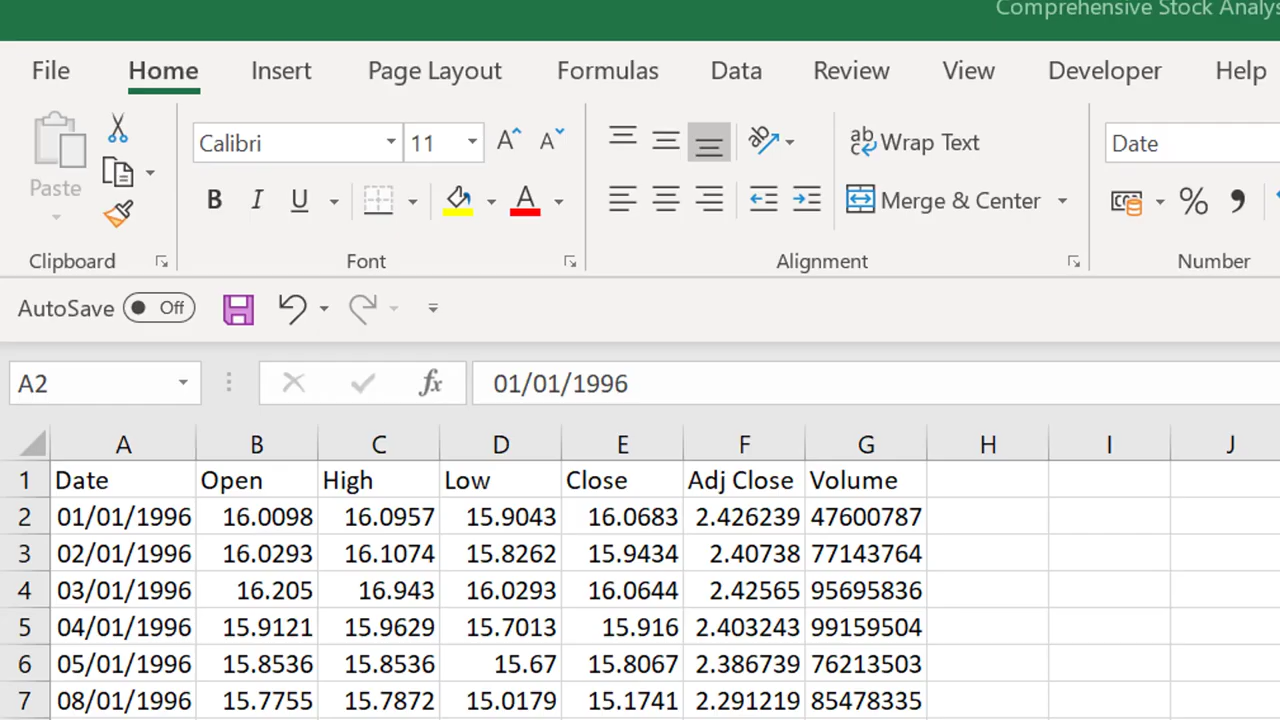 Comprehensive Stock Analys
File Home Insert Page Layout Formulas Data Review View Developer Help
Calibri 11 A A ab Wrap Text Date
Paste B I U A Merge & Center % ,
Clipboard Font Alignment Number
AutoSave Off
A2 fx 01/01/1996
A B C D E F G H I J
1 Date Open High Low Close Adj Close Volume
2 01/01/1996 16.0098 16.0957 15.9043 16.0683 2.426239 47600787
3 02/01/1996 16.0293 16.1074 15.8262 15.9434 2.40738 77143764
4 03/01/1996 16.205 16.943 16.0293 16.0644 2.42565 95695836
5 04/01/1996 15.9121 15.9629 15.7013 15.916 2.403243 99159504
6 05/01/1996 15.8536 15.8536 15.67 15.8067 2.386739 76213503
7 08/01/1996 15.7755 15.7872 15.0179 15.1741 2.291219 85478335